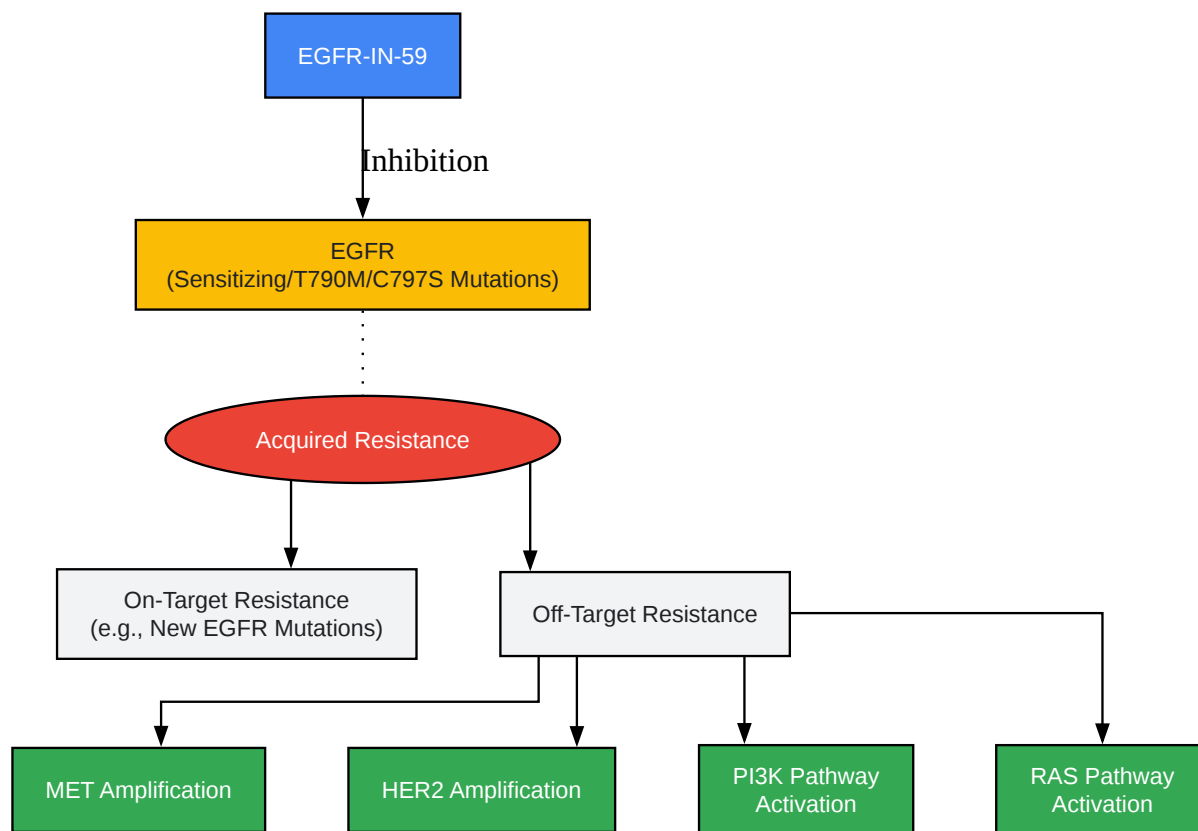 EGFR-IN-59
Inhibition
EGFR
(Sensitizing/T790M/C797S Mutations)
Acquired Resistance
On-Target Resistance
(e.g., New EGFR Mutations)
Off-Target Resistance
MET Amplification
HER2 Amplification
PI3K Pathway
Activation
RAS Pathway
Activation